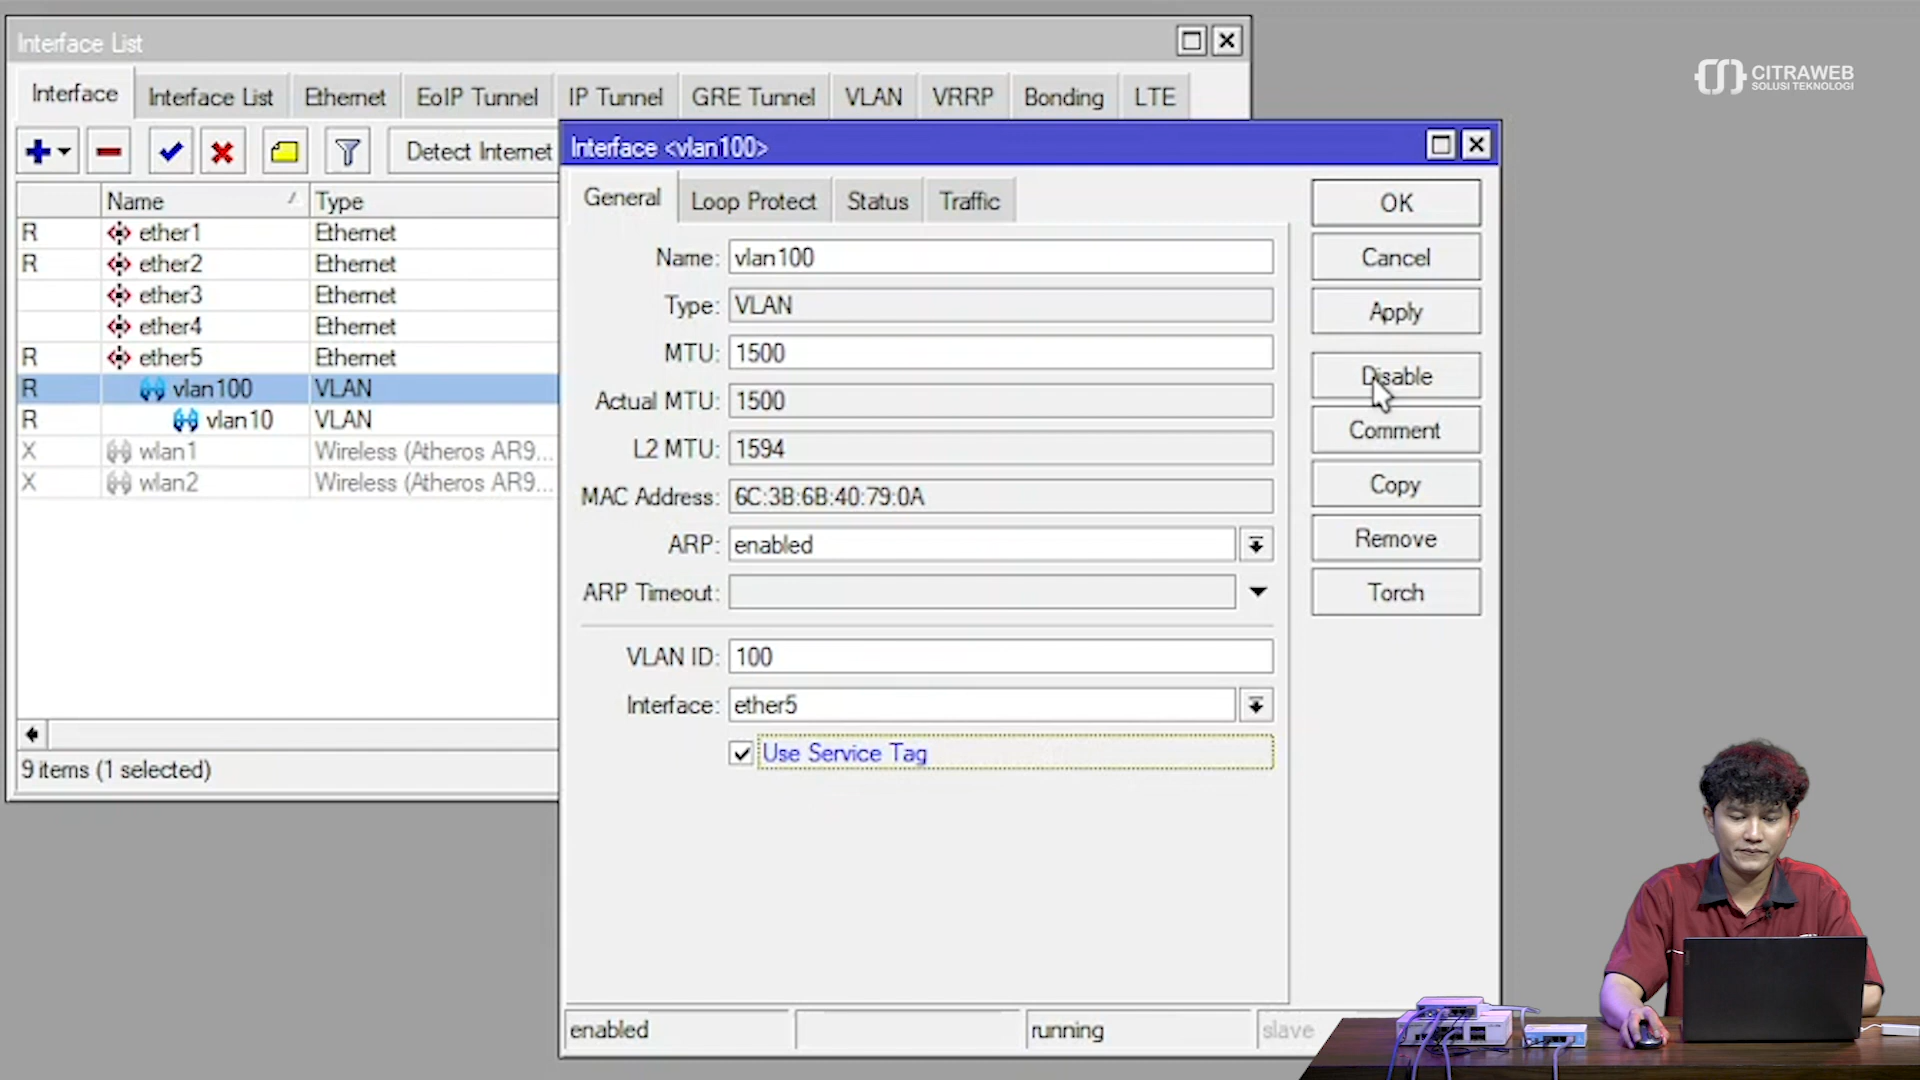 Interface List
Interface Interface List Ethernet EoIP Tunnel IP Tunnel GRE Tunnel VLAN VRRP Bonding LTE
Detect Internet
Name Type
R ether1 Ethernet
R ether2 Ethernet
ether3 Ethernet
ether4 Ethernet
R ether5 Ethernet
R vlan100 VLAN
R vlan10 VLAN
X wlan1 Wireless (Atheros AR9...
X wlan2 Wireless (Atheros AR9...
9 items (1 selected)
Interface <vlan100>
General Loop Protect Status Traffic
Name: vlan100
Type: VLAN
MTU: 1500
Actual MTU: 1500
L2 MTU: 1594
MAC Address: 6C:3B:6B:40:79:0A
ARP: enabled
ARP Timeout:
VLAN ID: 100
Interface: ether5
Use Service Tag
OK
Cancel
Apply
Disable
Comment
Copy
Remove
Torch
enabled running slave
CITRAWEB
SOLUSI TEKNOLOGI